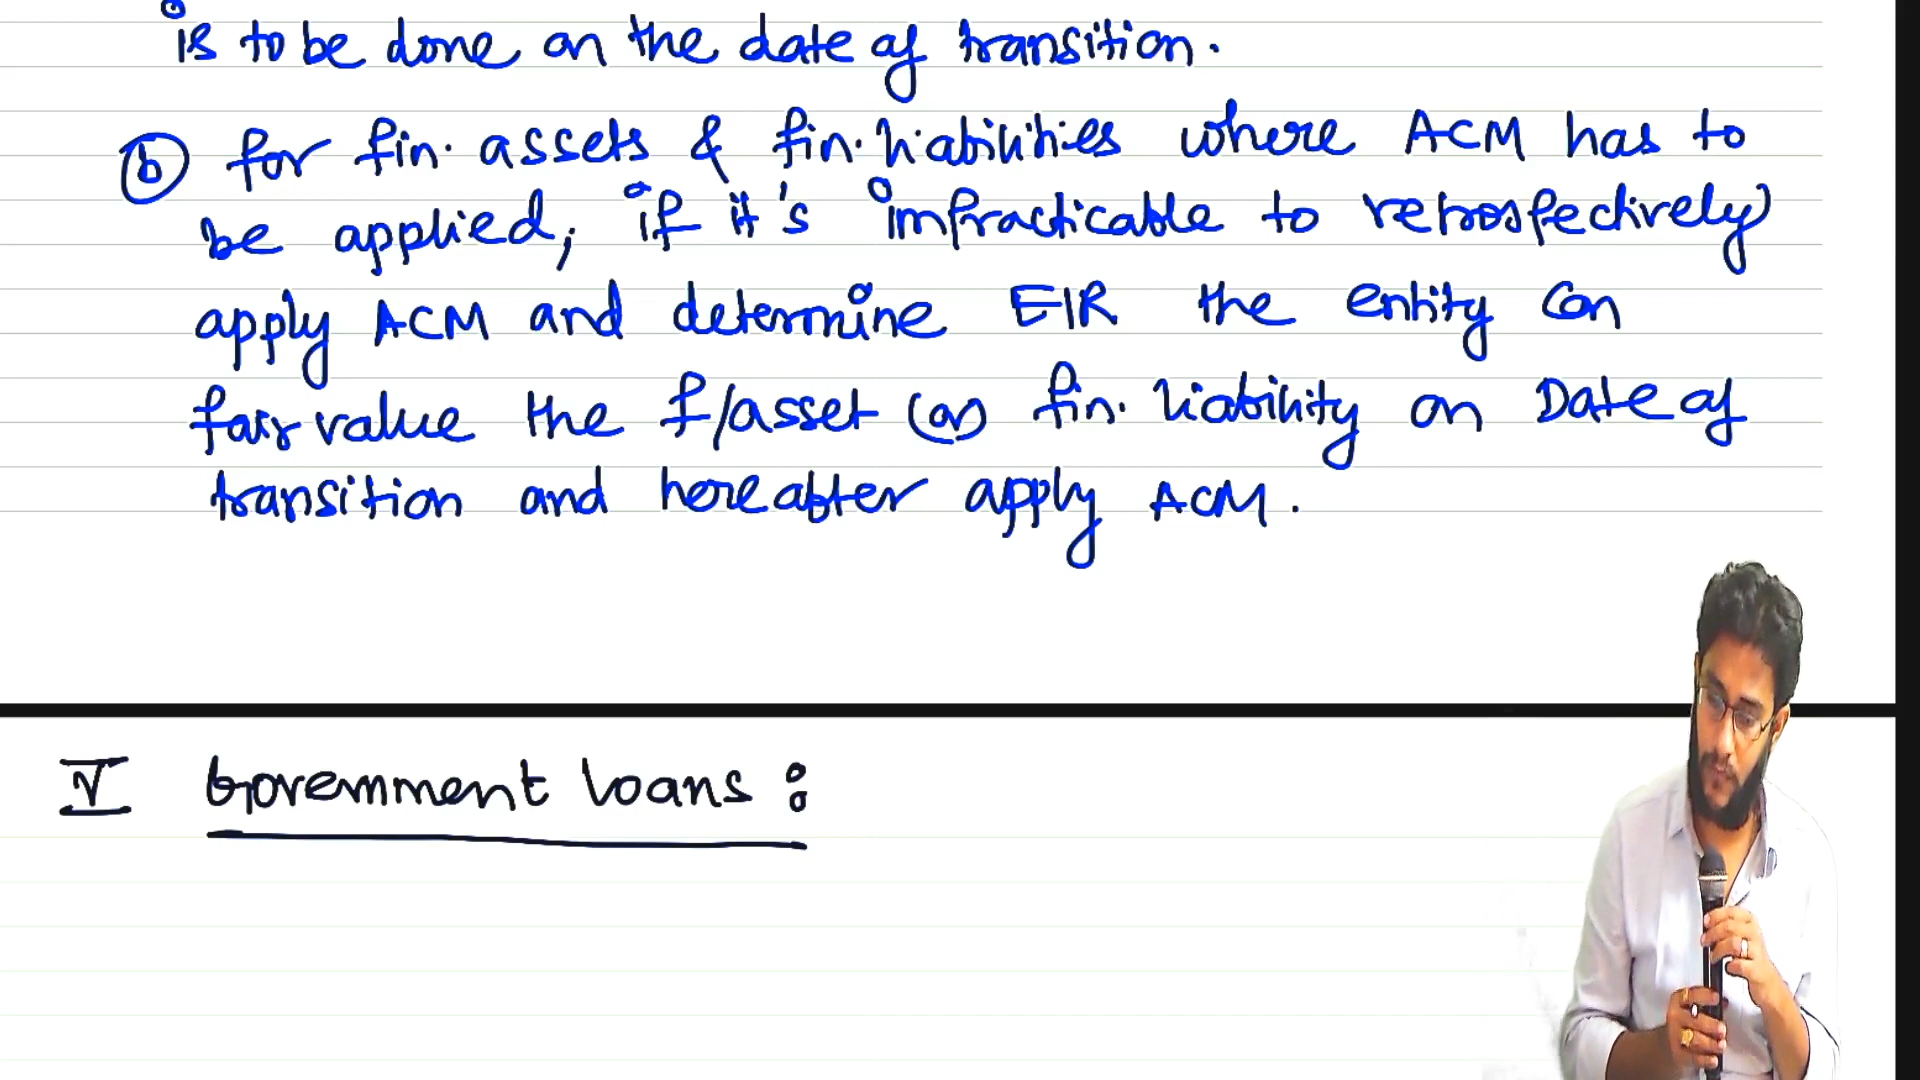 is to be done on the date of transition.
(b) for fin. assets & fin. liabilities where ACM has to
be applied, if it's impracticable to retrospectively
apply ACM and determine EIR the entity can
fair value the f/asset (or) fin. liability on Date of
transition and hereafter apply ACM.
V Government loans :